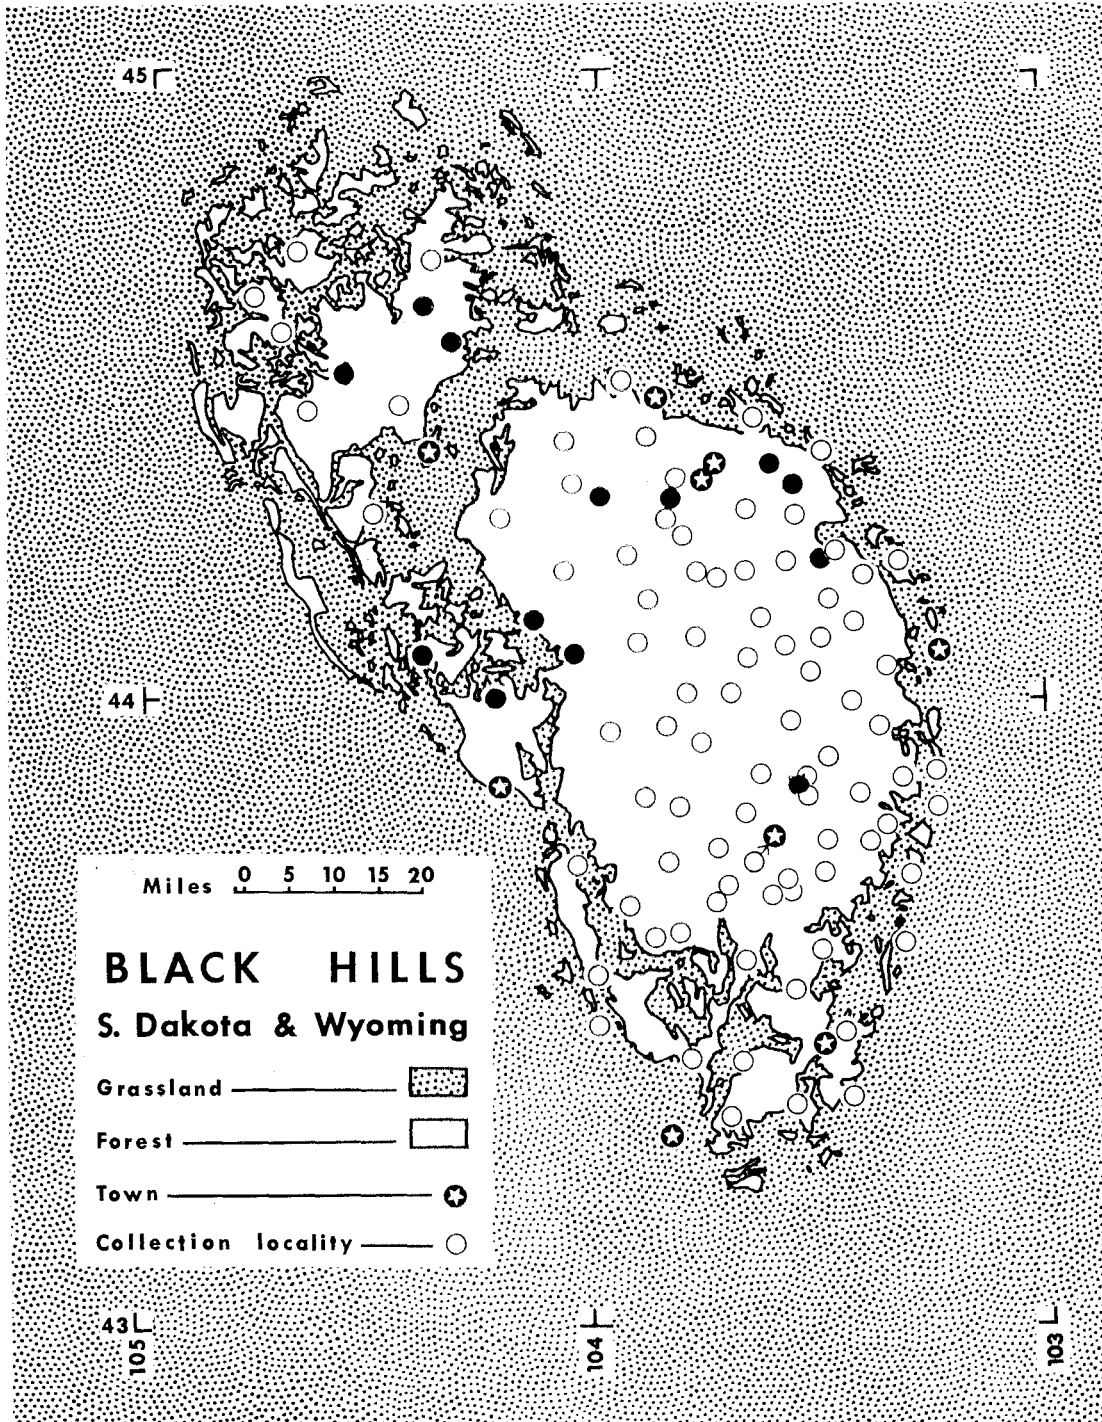 45
44
Miles 0 5 10 15 20
BLACK HILLS
S. Dakota & Wyoming
Grassland
Forest
Town
Collection locality
43
105
104
103